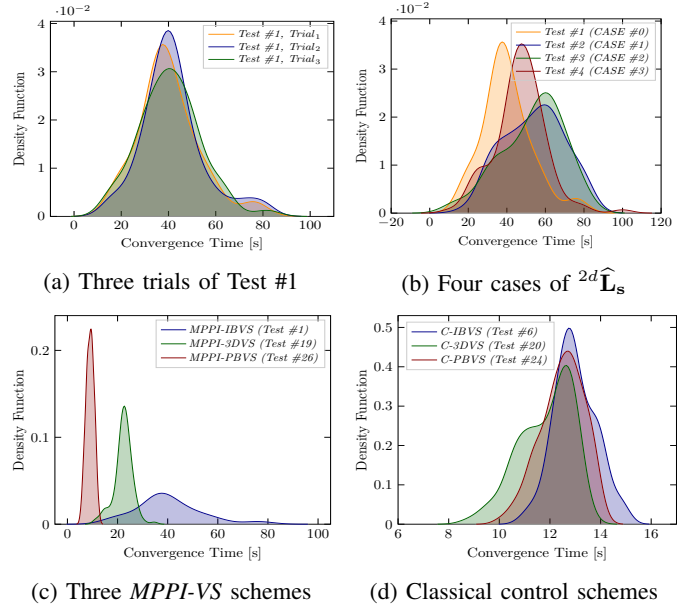 ·10⁻²
Density Function
4
3
2
1
0
0 20 40 60 80 100
Convergence Time [s]
Test #1, Trial₁
Test #1, Trial₂
Test #1, Trial₃
(a) Three trials of Test #1
·10⁻²
Density Function
4
3
2
1
0
−20 0 20 40 60 80 100 120
Convergence Time [s]
Test #1 (CASE #0)
Test #2 (CASE #1)
Test #3 (CASE #2)
Test #4 (CASE #3)
(b) Four cases of ²ᵈL̂ₛ
Density Function
0.2
0.1
0
0 20 40 60 80 100
Convergence Time [s]
MPPI-IBVS (Test #1)
MPPI-3DVS (Test #19)
MPPI-PBVS (Test #26)
(c) Three MPPI-VS schemes
Density Function
0.5
0.4
0.3
0.2
0.1
0
6 8 10 12 14 16
Convergence Time [s]
C-IBVS (Test #6)
C-3DVS (Test #20)
C-PBVS (Test #24)
(d) Classical control schemes